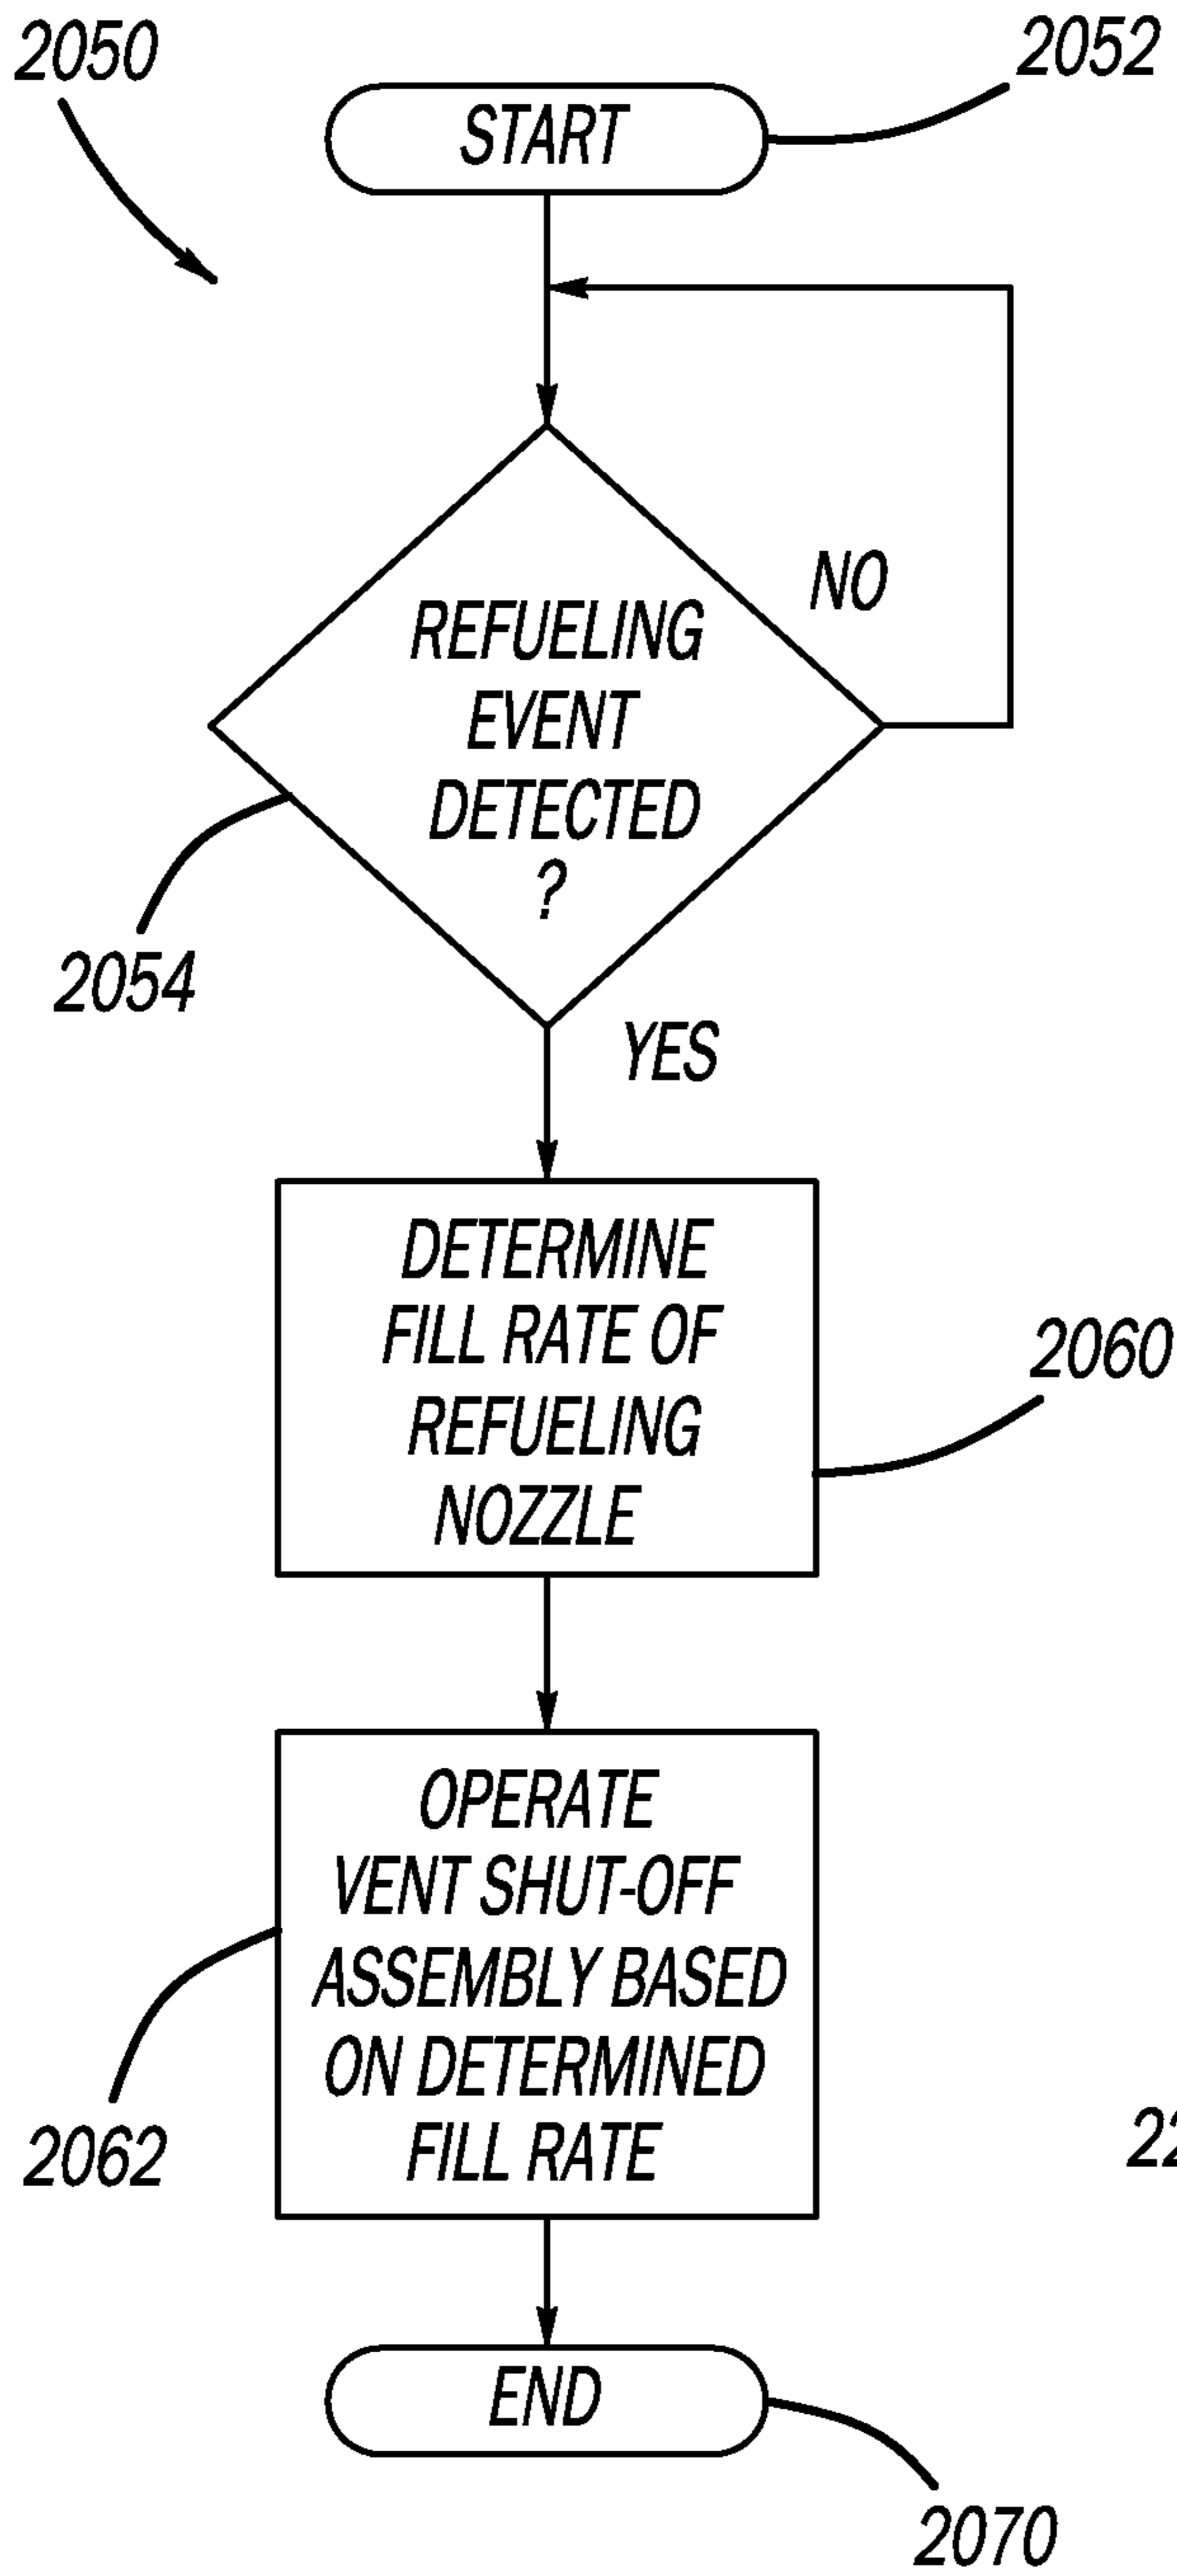 2050
2052
START
NO
REFUELING
EVENT
DETECTED
?
2054
YES
DETERMINE
FILL RATE OF
REFUELING
NOZZLE
2060
OPERATE
VENT SHUT-OFF
ASSEMBLY BASED
ON DETERMINED
FILL RATE
2062
END
2070